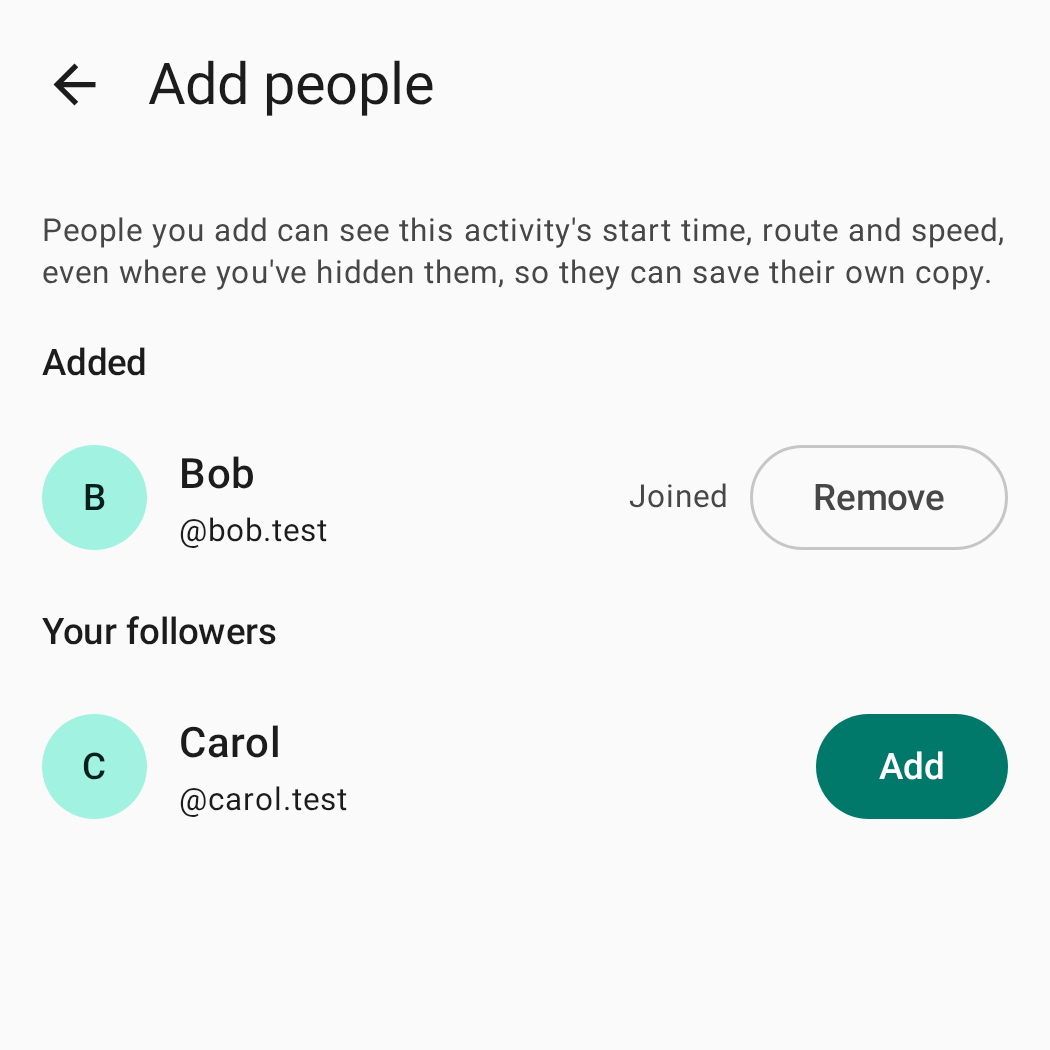 Add people
People you add can see this activity's start time, route and speed,
even where you've hidden them, so they can save their own copy.
Added
B
Bob
@bob.test
Joined
Remove
Your followers
C
Carol
@carol.test
Add